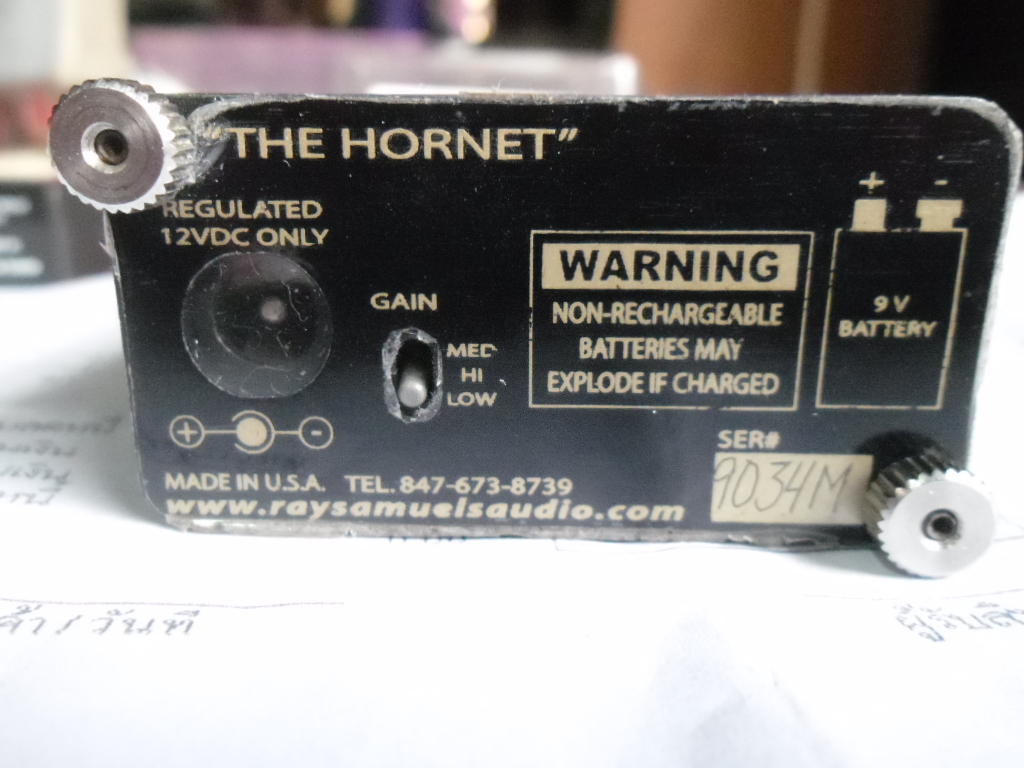 "THE HORNET"
REGULATED
12VDC ONLY
GAIN
MED
HI
LOW
WARNING
NON-RECHARGEABLE
BATTERIES MAY
EXPLODE IF CHARGED
+ -
9 V
BATTERY
+ -
SER#
9034M
MADE IN U.S.A. TEL. 847-673-8739
www.raysamuelsaudio.com